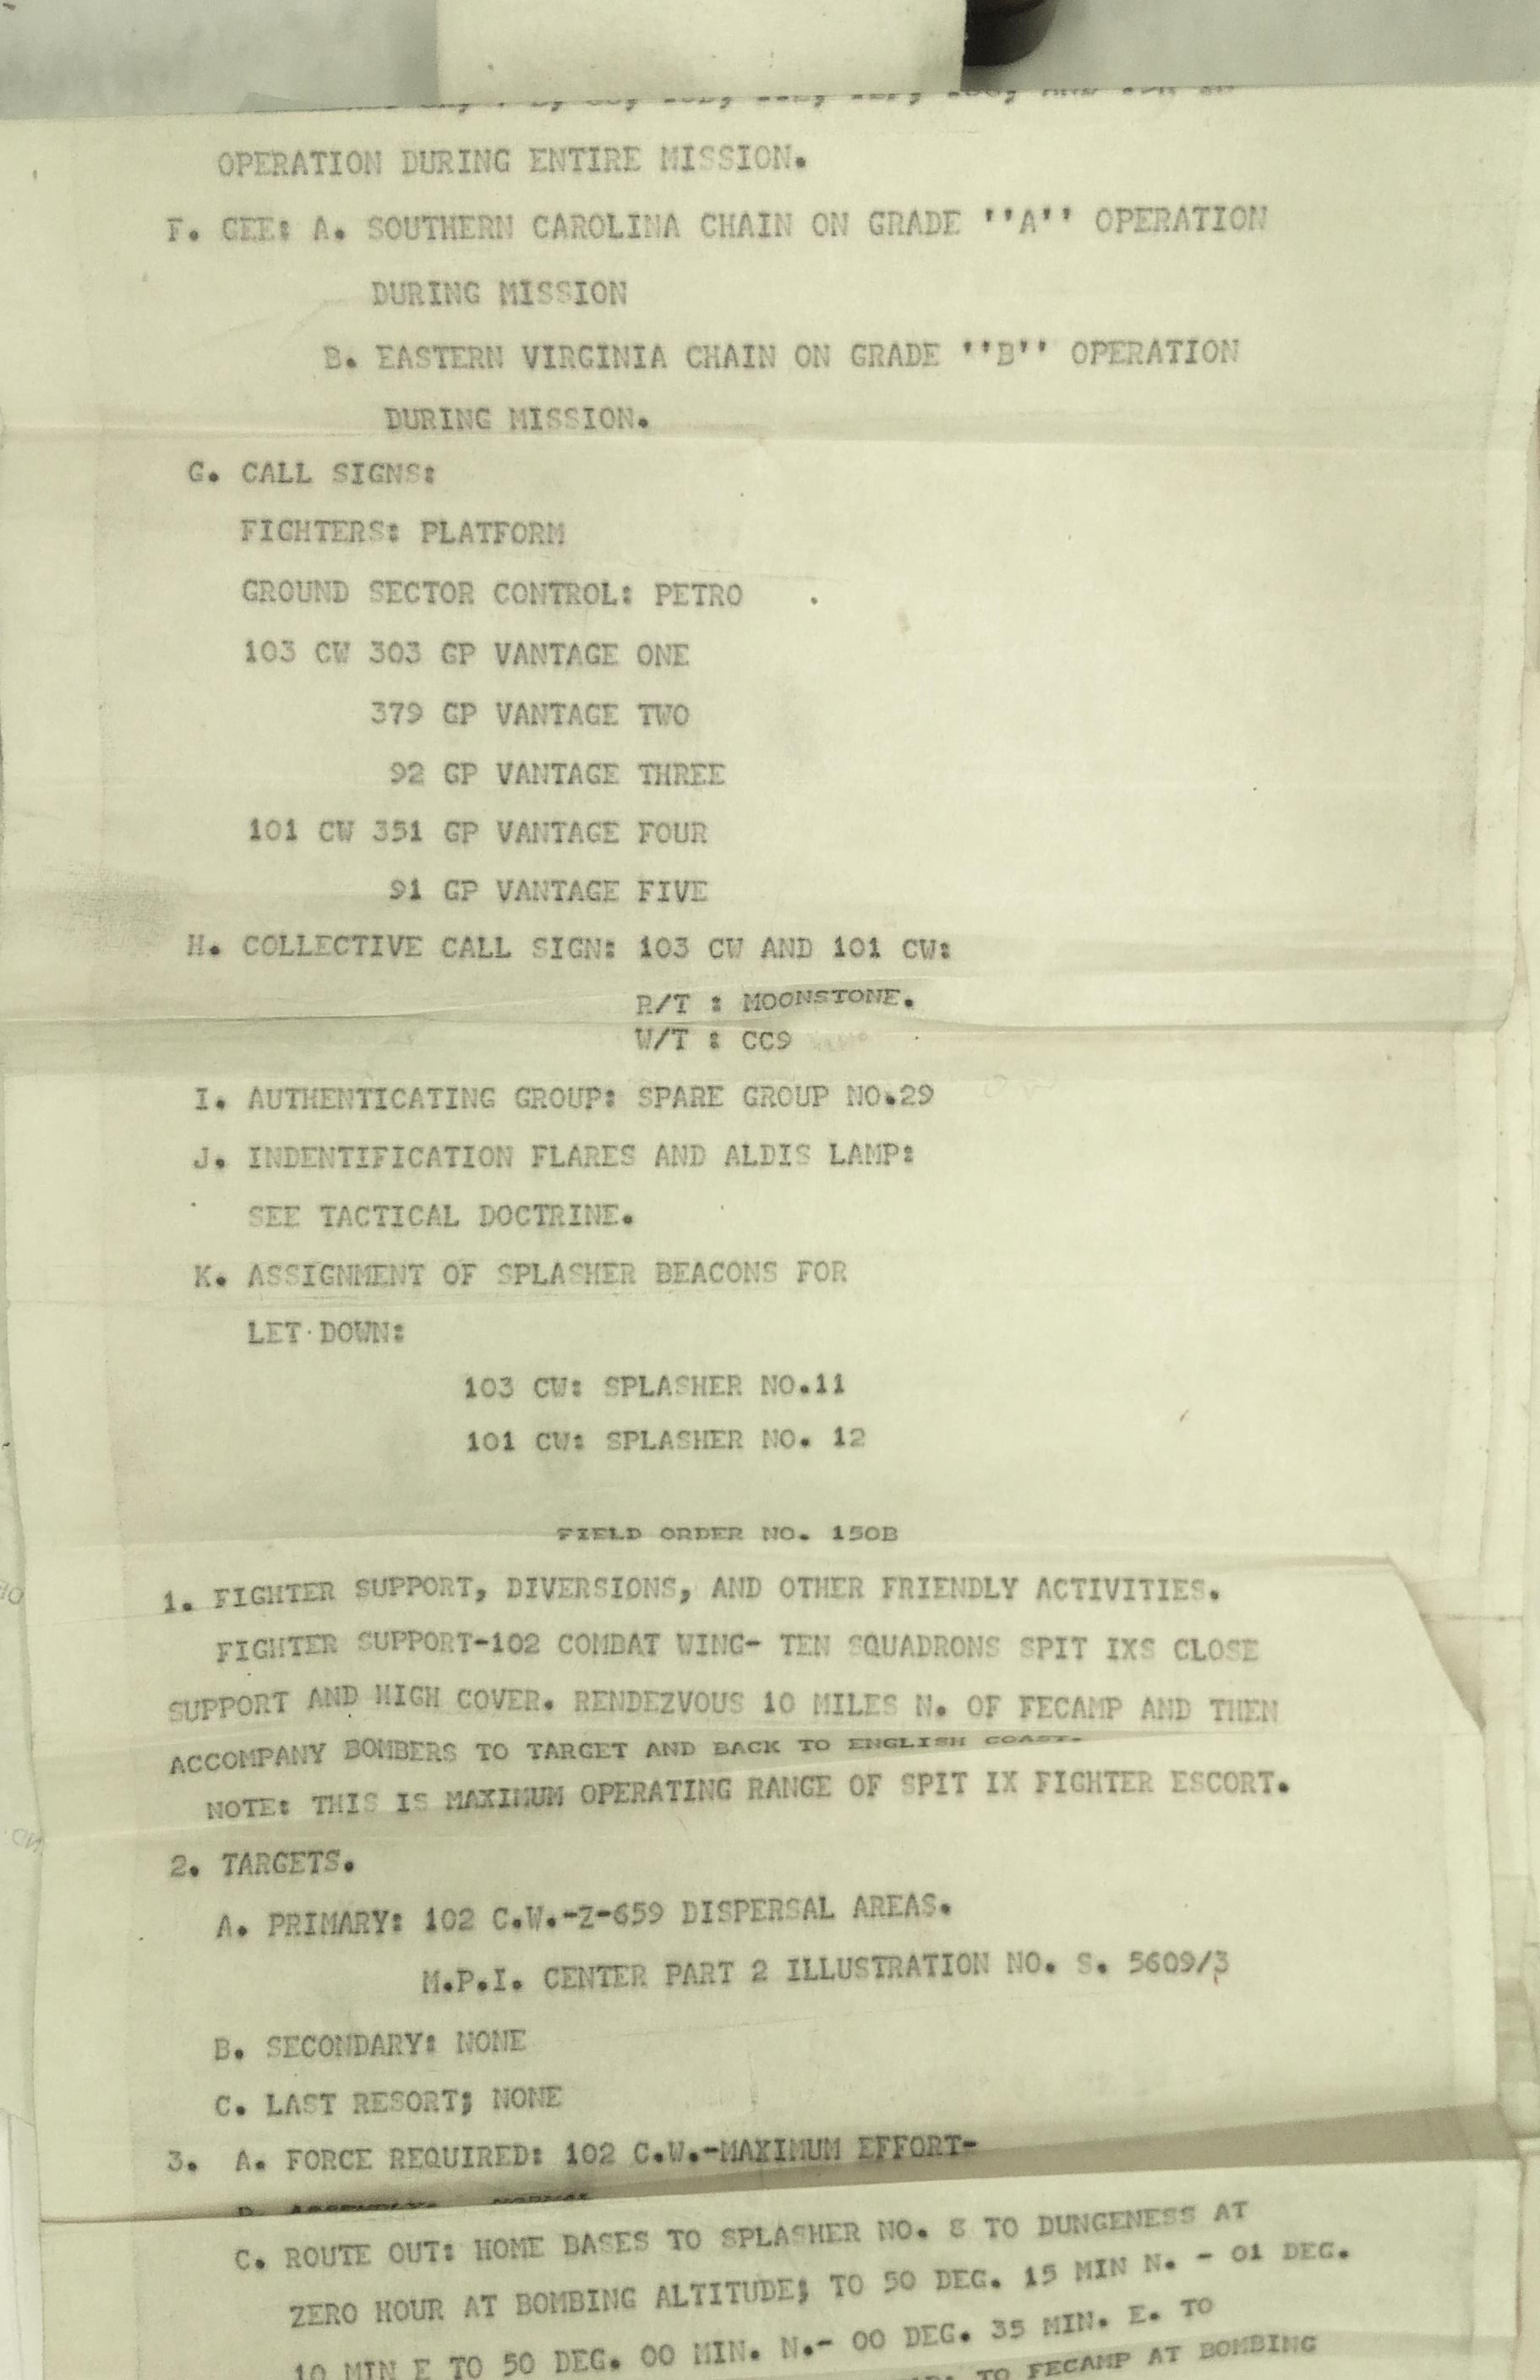 OPERATION DURING ENTIRE MISSION.
F. GEE: A. SOUTHERN CAROLINA CHAIN ON GRADE ''A'' OPERATION
DURING MISSION
B. EASTERN VIRGINIA CHAIN ON GRADE ''B'' OPERATION
DURING MISSION.
G. CALL SIGNS:
FIGHTERS: PLATFORM
GROUND SECTOR CONTROL: PETRO
103 CW 303 GP VANTAGE ONE
379 GP VANTAGE TWO
92 GP VANTAGE THREE
101 CW 351 GP VANTAGE FOUR
91 GP VANTAGE FIVE
H. COLLECTIVE CALL SIGN: 103 CW AND 101 CW:
R/T : MOONSTONE.
W/T : CC9
I. AUTHENTICATING GROUP: SPARE GROUP NO.29
J. INDENTIFICATION FLARES AND ALDIS LAMP:
SEE TACTICAL DOCTRINE.
K. ASSIGNMENT OF SPLASHER BEACONS FOR
LET DOWN:
103 CW: SPLASHER NO.11
101 CW: SPLASHER NO. 12
FIELD ORDER NO. 150B
1. FIGHTER SUPPORT, DIVERSIONS, AND OTHER FRIENDLY ACTIVITIES.
FIGHTER SUPPORT-102 COMBAT WING- TEN SQUADRONS SPIT IXS CLOSE
SUPPORT AND HIGH COVER. RENDEZVOUS 10 MILES N. OF FECAMP AND THEN
ACCOMPANY BOMBERS TO TARGET AND BACK TO ENGLISH COAST.
NOTE: THIS IS MAXIMUM OPERATING RANGE OF SPIT IX FIGHTER ESCORT.
2. TARGETS.
A. PRIMARY: 102 C.W.-Z-659 DISPERSAL AREAS.
M.P.I. CENTER PART 2 ILLUSTRATION NO. S. 5609/3
B. SECONDARY: NONE
C. LAST RESORT; NONE
3. A. FORCE REQUIRED: 102 C.W.-MAXIMUM EFFORT-
C. ROUTE OUT: HOME BASES TO SPLASHER NO. 8 TO DUNGENESS AT
ZERO HOUR AT BOMBING ALTITUDE; TO 50 DEG. 15 MIN N. - 01 DEG.
10 MIN E TO 50 DEG. 00 MIN. N.- 00 DEG. 35 MIN. E. TO
TO FECAMP AT BOMBING